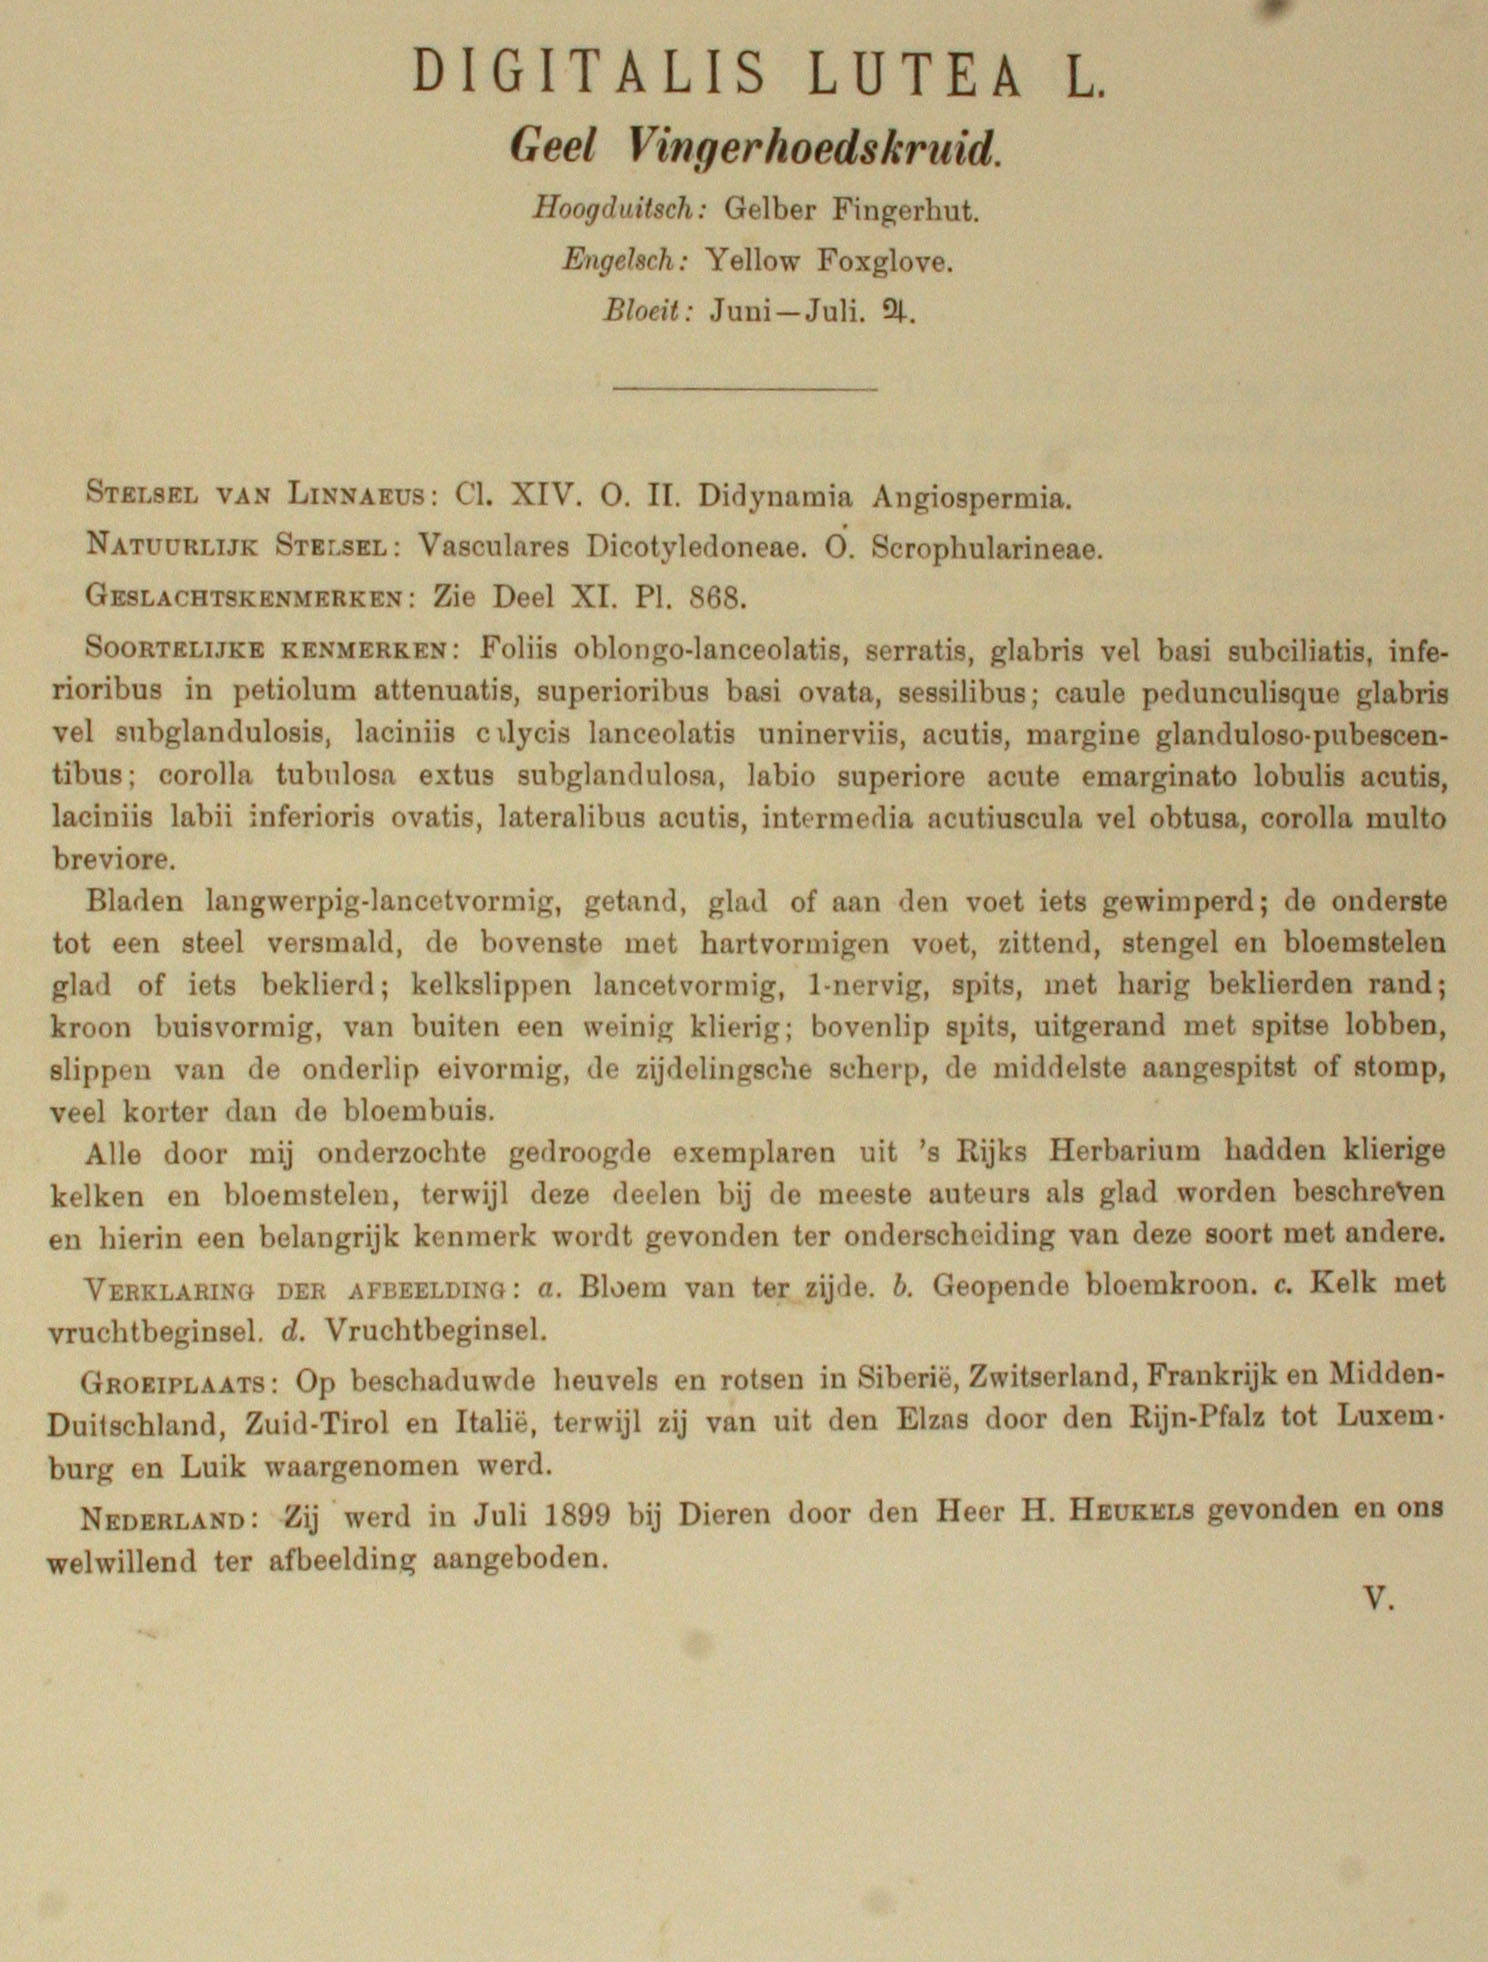 DIGITALIS LUTEA L.
Geel Vingerhoedskruid.
Hoogduitsch: Gelber Fingerhut.
Engelsch: Yellow Foxglove.
Bloeit: Juni—Juli. ♃.
STELSEL VAN LINNAEUS: Cl. XIV. O. II. Didynamia Angiospermia.
NATUURLIJK STELSEL: Vasculares Dicotyledoneae. O. Scrophularineae.
GESLACHTSKENMERKEN: Zie Deel XI. Pl. 868.
SOORTELIJKE KENMERKEN: Foliis oblongo-lanceolatis, serratis, glabris vel basi subciliatis, infe-
rioribus in petiolum attenuatis, superioribus basi ovata, sessilibus; caule pedunculisque glabris
vel subglandulosis, laciniis calycis lanceolatis uninerviis, acutis, margine glanduloso-pubescen-
tibus; corolla tubulosa extus subglandulosa, labio superiore acute emarginato lobulis acutis,
laciniis labii inferioris ovatis, lateralibus acutis, intermedia acutiuscula vel obtusa, corolla multo
breviore.
Bladen langwerpig-lancetvormig, getand, glad of aan den voet iets gewimperd; de onderste
tot een steel versmald, de bovenste met hartvormigen voet, zittend, stengel en bloemstelen
glad of iets beklierd; kelkslippen lancetvormig, 1-nervig, spits, met harig beklierden rand;
kroon buisvormig, van buiten een weinig klierig; bovenlip spits, uitgerand met spitse lobben,
slippen van de onderlip eivormig, de zijdelingsche scherp, de middelste aangespitst of stomp,
veel korter dan de bloembuis.
Alle door mij onderzochte gedroogde exemplaren uit 's Rijks Herbarium hadden klierige
kelken en bloemstelen, terwijl deze deelen bij de meeste auteurs als glad worden beschreven
en hierin een belangrijk kenmerk wordt gevonden ter onderscheiding van deze soort met andere.
VERKLARING DER AFBEELDING: a. Bloem van ter zijde. b. Geopende bloemkroon. c. Kelk met
vruchtbeginsel. d. Vruchtbeginsel.
GROEIPLAATS: Op beschaduwde heuvels en rotsen in Siberië, Zwitserland, Frankrijk en Midden-
Duitschland, Zuid-Tirol en Italië, terwijl zij van uit den Elzas door den Rijn-Pfalz tot Luxem-
burg en Luik waargenomen werd.
NEDERLAND: Zij werd in Juli 1899 bij Dieren door den Heer H. HEUKELS gevonden en ons
welwillend ter afbeelding aangeboden.
V.